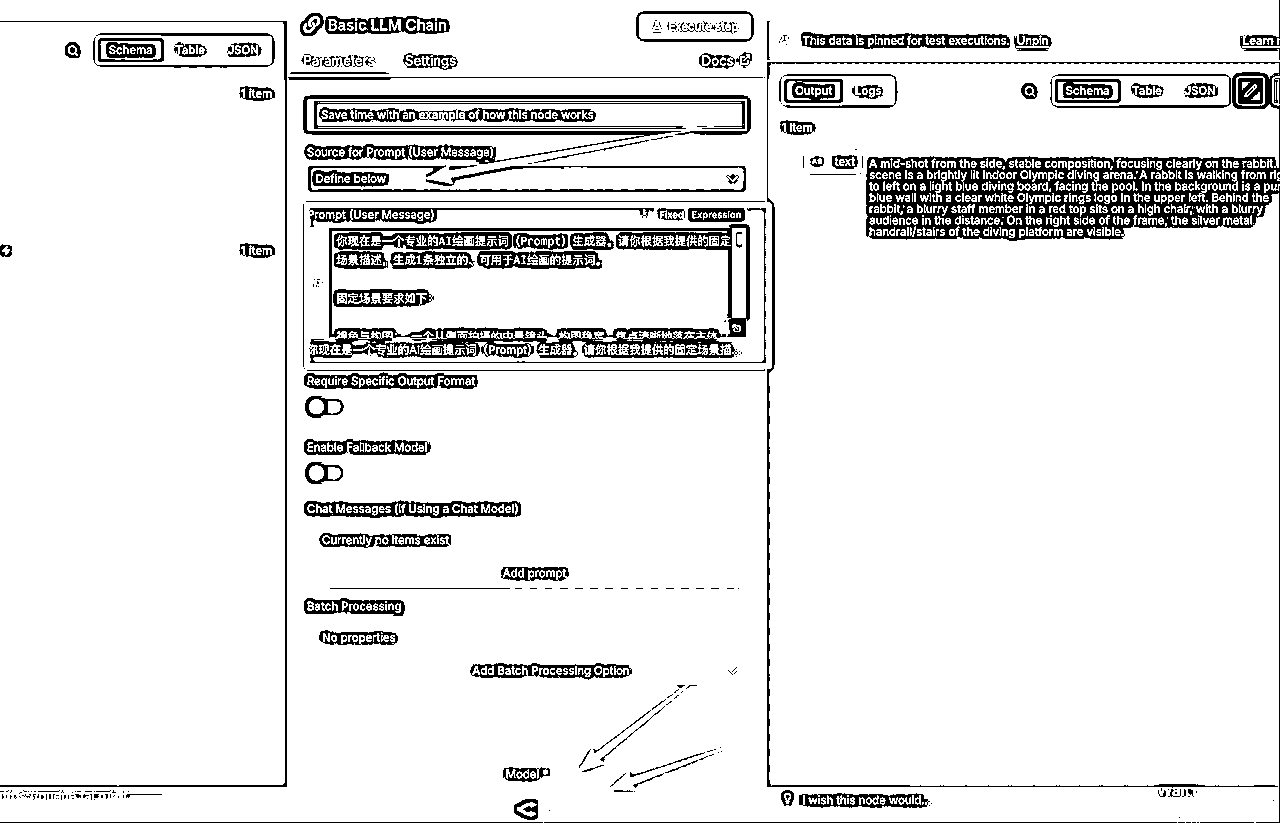 Basic LLM Chain
Execute step
This data is pinned for test executions. Unpin
Learn
Schema
Table
JSON
Parameters
Settings
Docs
1 item
Save time with an example of how this node works
Output
Logs
Schema
Table
JSON
1 item
Source for Prompt (User Message)
Define below
text
A mid-shot from the side, stable composition, focusing clearly on the rabbit.
scene is a brightly lit indoor Olympic diving arena. A rabbit is walking from
to left on a light blue diving board, facing the pool. In the background is a
blue wall with a clear white Olympic rings logo in the upper left. Behind the
rabbit, a blurry staff member in a red top sits on a high chair, with a blurry
audience in the distance. On the right side of the frame, the silver metal
handrail/stairs of the diving platform are visible.
Prompt (User Message)
Fixed
Expression
你现在是一个专业的AI绘画提示词（Prompt）生成器。请你根据我提供的固定
场景描述，生成1条独立的、可用于AI绘画的提示词。
固定场景要求如下：
你现在是一个专业的AI绘画提示词（Prompt）生成器。请你根据我提供的固定场景描
1 item
Require Specific Output Format
Enable Fallback Model
Chat Messages (if Using a Chat Model)
Currently no items exist
Add prompt
Batch Processing
No properties
Add Batch Processing Option
Model *
I wish this node would...